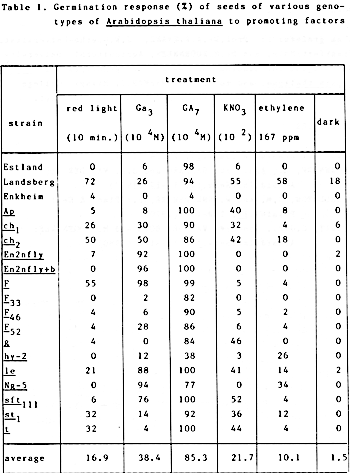 Table 1. Germination response (%) of seeds of various geno-
types of Arabidopsis thaliana to promoting factors
treatment
strain red light (10 min.) Ga3 (10 4M) GA7 (10 4M) KNO3 (10 2) ethylene 167 ppm dark
Estland 0 6 98 6 0 0
Landsberg 72 26 94 55 58 18
Enkheim 4 0 4 0 0 0
Ap 5 8 100 40 8 0
ch1 26 30 90 32 4 6
ch2 50 50 86 42 18 0
En2nfly 7 92 100 0 0 2
En2nfly+b 0 96 100 0 0 0
F 55 98 99 5 4 0
F33 0 2 82 0 0 0
F46 4 6 90 5 2 0
F52 4 28 86 6 4 0
g 4 0 84 46 0 0
hy-2 0 12 38 3 26 0
le 21 88 100 41 14 2
Ng-5 0 94 77 0 34 0
sft111 6 76 100 52 4 0
st1 32 14 92 36 12 0
t 32 4 100 44 4 0
average 16.9 38.4 85.3 21.7 10.1 1.5